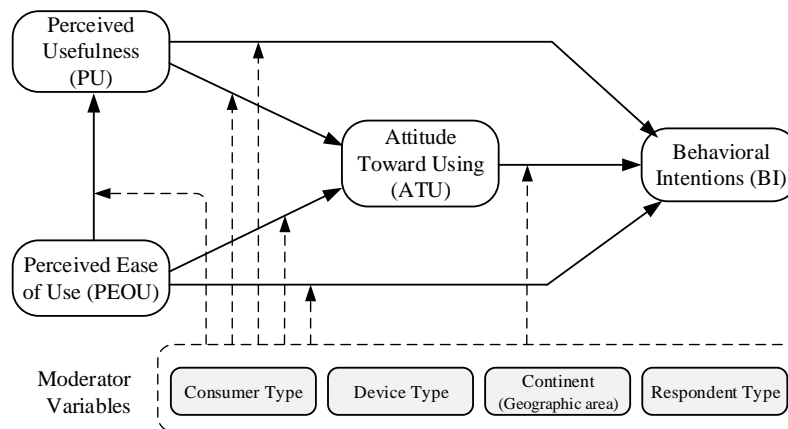 Perceived
Usefulness
(PU)
Attitude
Toward Using
(ATU)
Behavioral
Intentions (BI)
Perceived Ease
of Use (PEOU)
Moderator
Variables
Consumer Type
Device Type
Continent
(Geographic area)
Respondent Type